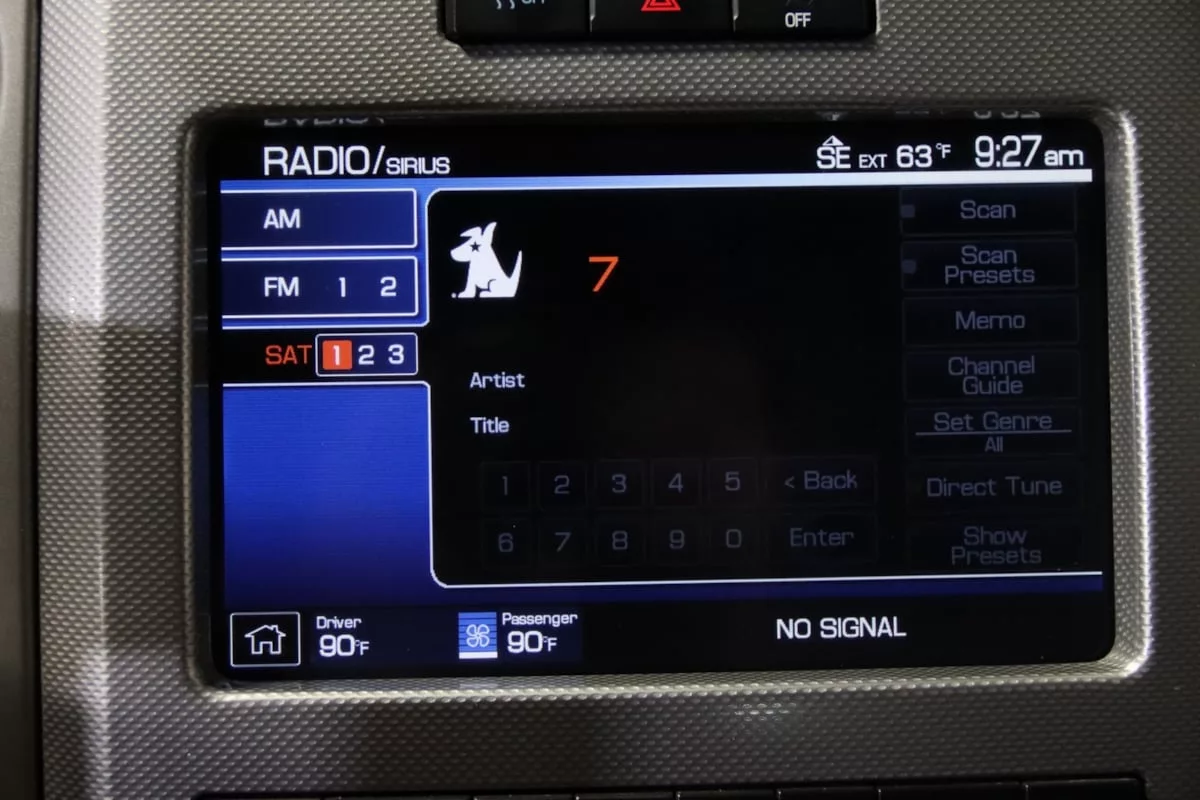 OFF
OFF
RADIO/SIRIUS
SE EXT 63°F 9:27am
AM
FM 1 2
SAT 1 2 3
7
Artist
Title
1 2 3 4 5 < Back
6 7 8 9 0 Enter
Scan
Scan
Presets
Memo
Channel
Guide
Set Genre
All
Direct Tune
Show
Presets
Driver
90°F
Passenger
90°F
NO SIGNAL